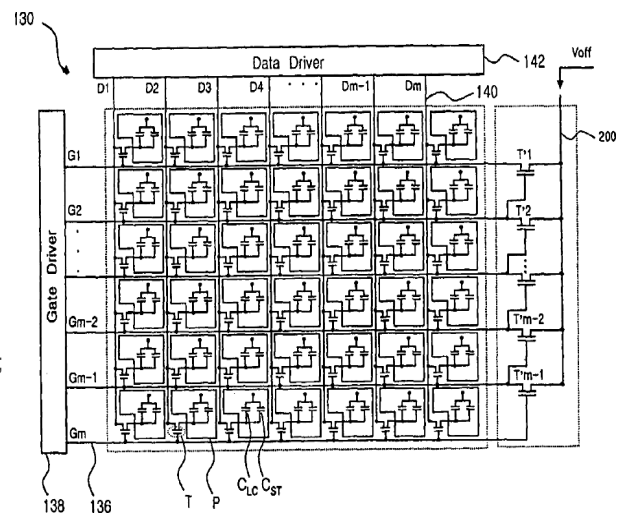 130
Data Driver
142
Voff
D1 D2 D3 D4 . . . Dm-1 Dm
140
200
G1
T'1
G2
T'2
Gate Driver
Gm-2
T'm-2
Gm-1
T'm-1
Gm
138
136
T
P
CLC
CST